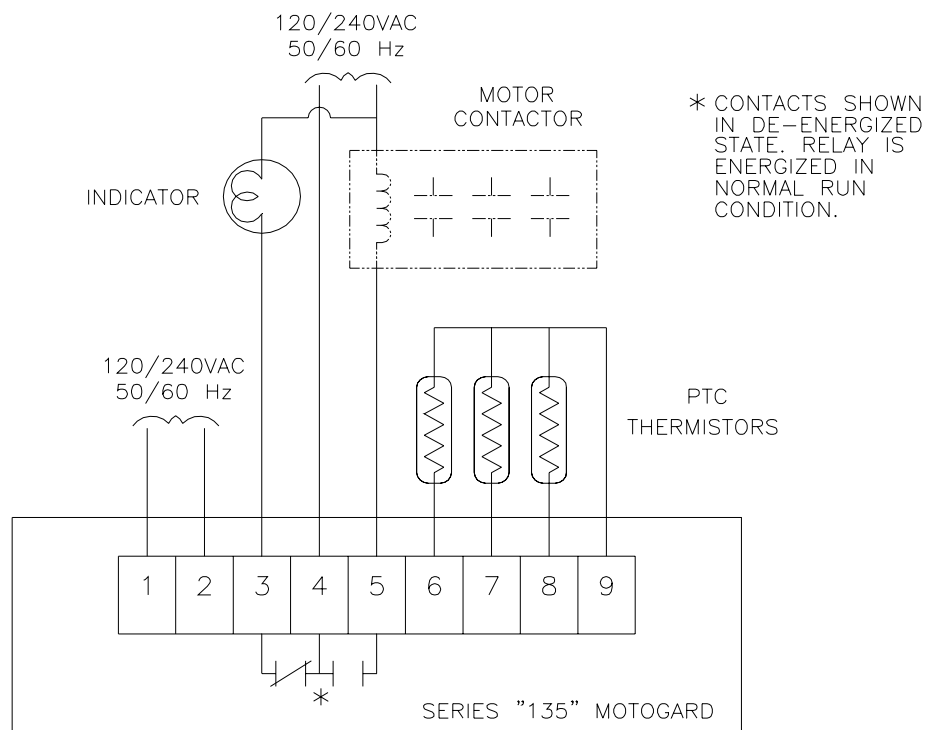 120/240VAC
50/60 Hz
MOTOR
CONTACTOR
* CONTACTS SHOWN
IN DE-ENERGIZED
STATE. RELAY IS
ENERGIZED IN
NORMAL RUN
CONDITION.
INDICATOR
120/240VAC
50/60 Hz
PTC
THERMISTORS
1 2 3 4 5 6 7 8 9
*
SERIES "135" MOTOGARD